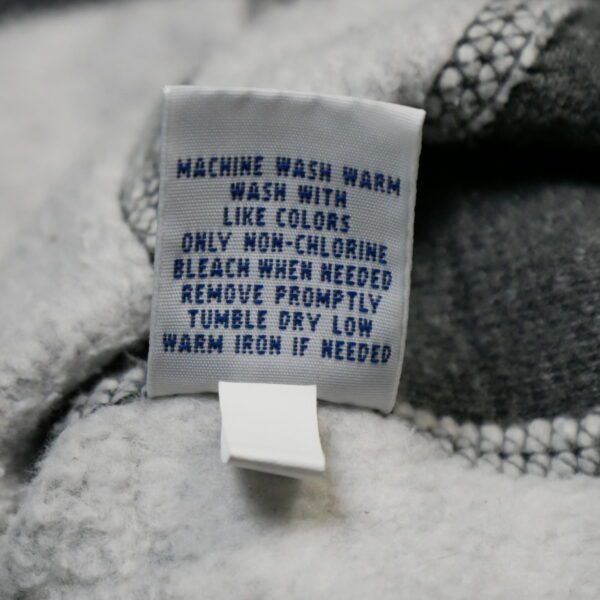 MACHINE WASH WARM
WASH WITH
LIKE COLORS
ONLY NON-CHLORINE
BLEACH WHEN NEEDED
REMOVE PROMPTLY
TUMBLE DRY LOW
WARM IRON IF NEEDED